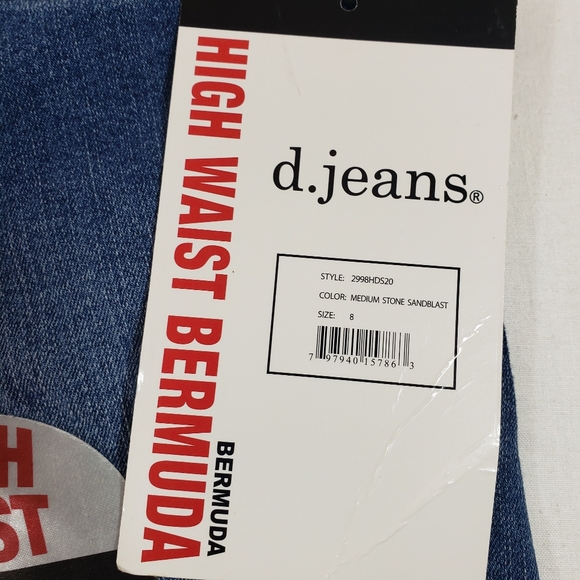 HIGH WAIST BERMUDA
BERMUDA
d.jeans®
STYLE: 2998HDS20
COLOR: MEDIUM STONE SANDBLAST
SIZE: 8
7 97940 15786 3
H
ST